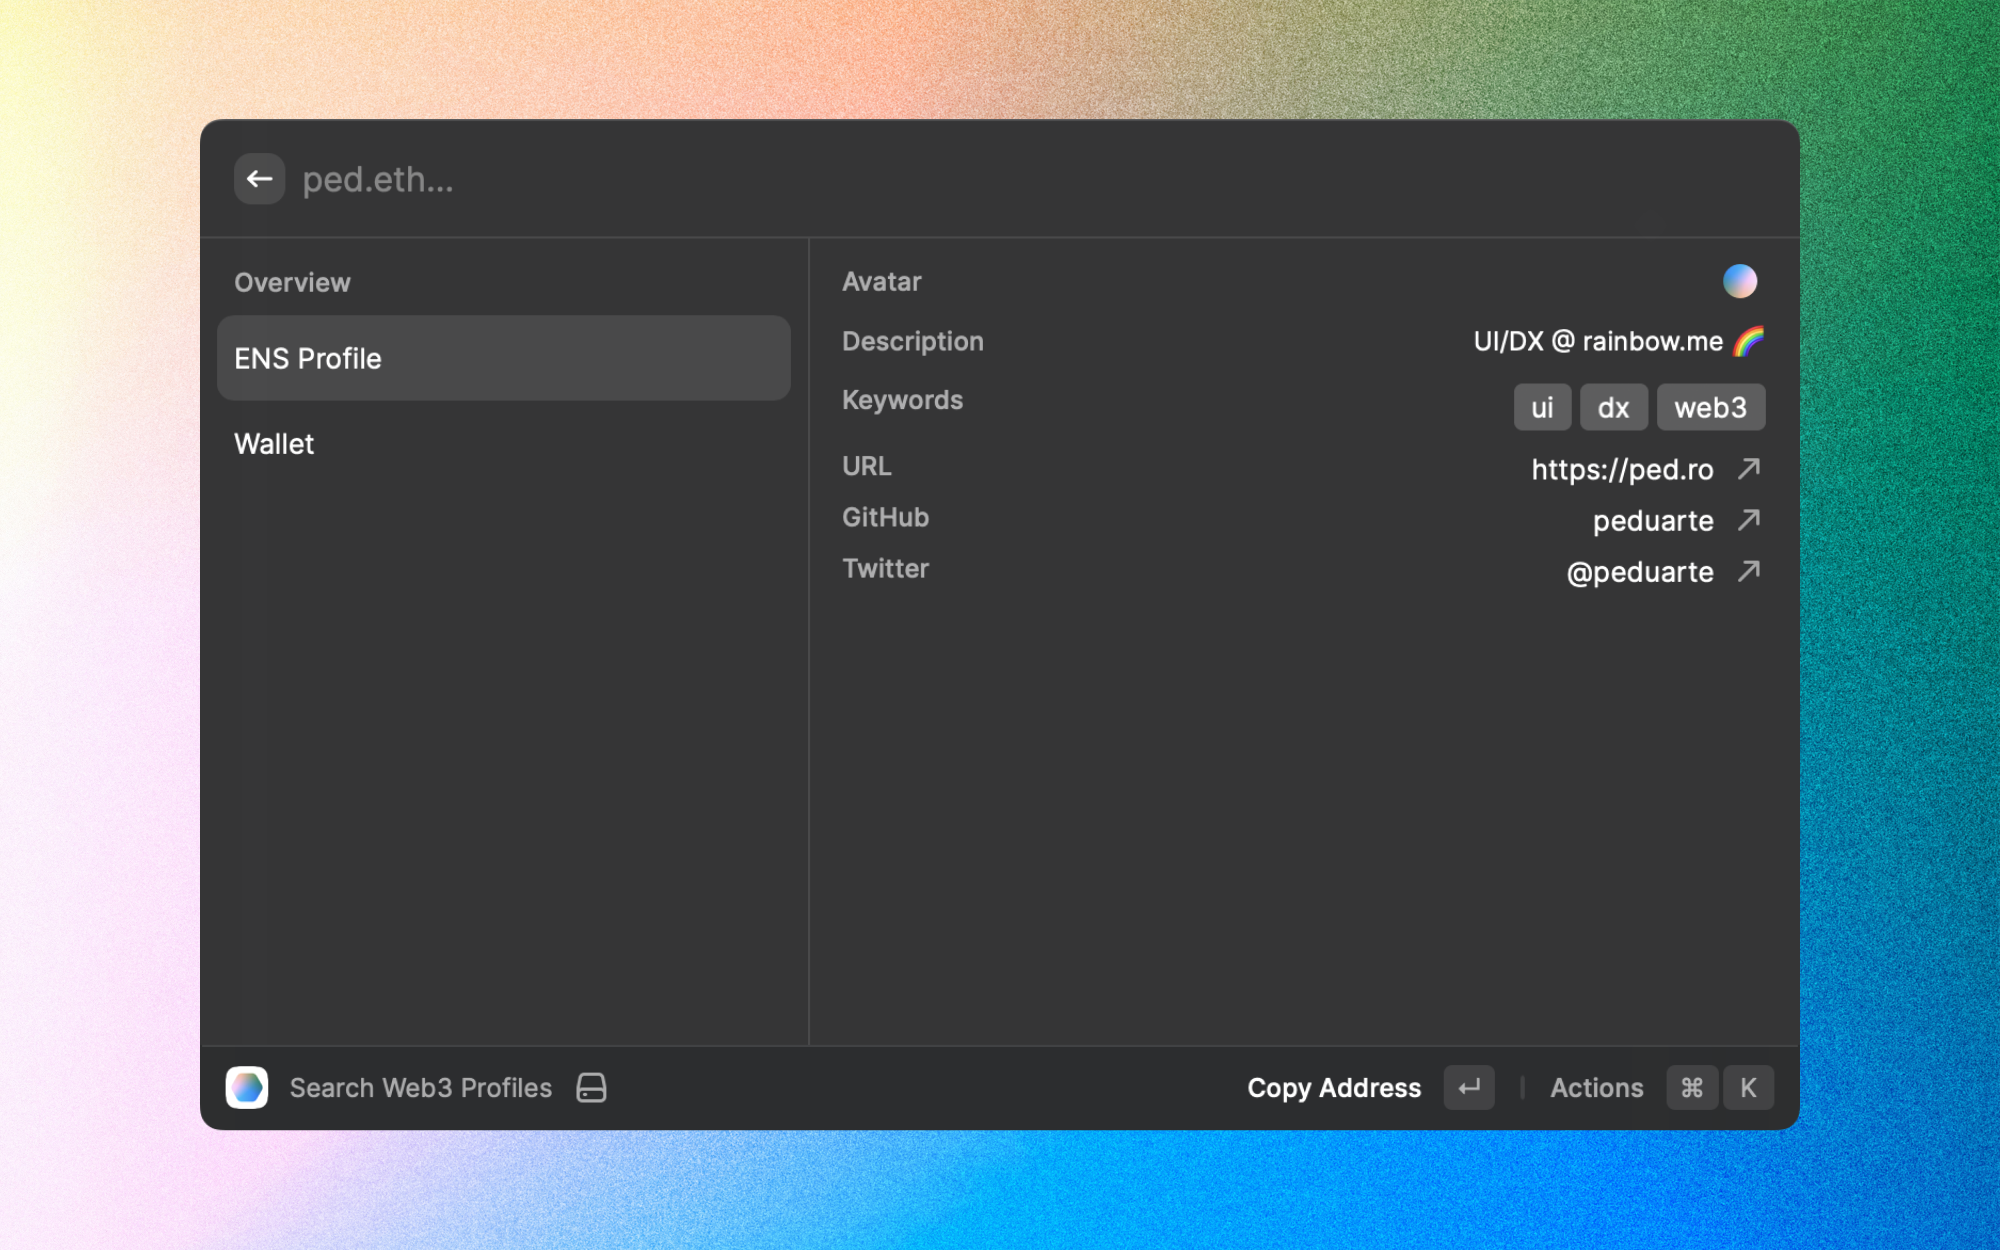 ped.eth...
Overview
ENS Profile
Wallet
Avatar
Description UI/DX @ rainbow.me 🌈
Keywords ui dx web3
URL https://ped.ro
GitHub peduarte
Twitter @peduarte
Search Web3 Profiles Copy Address Actions ⌘ K